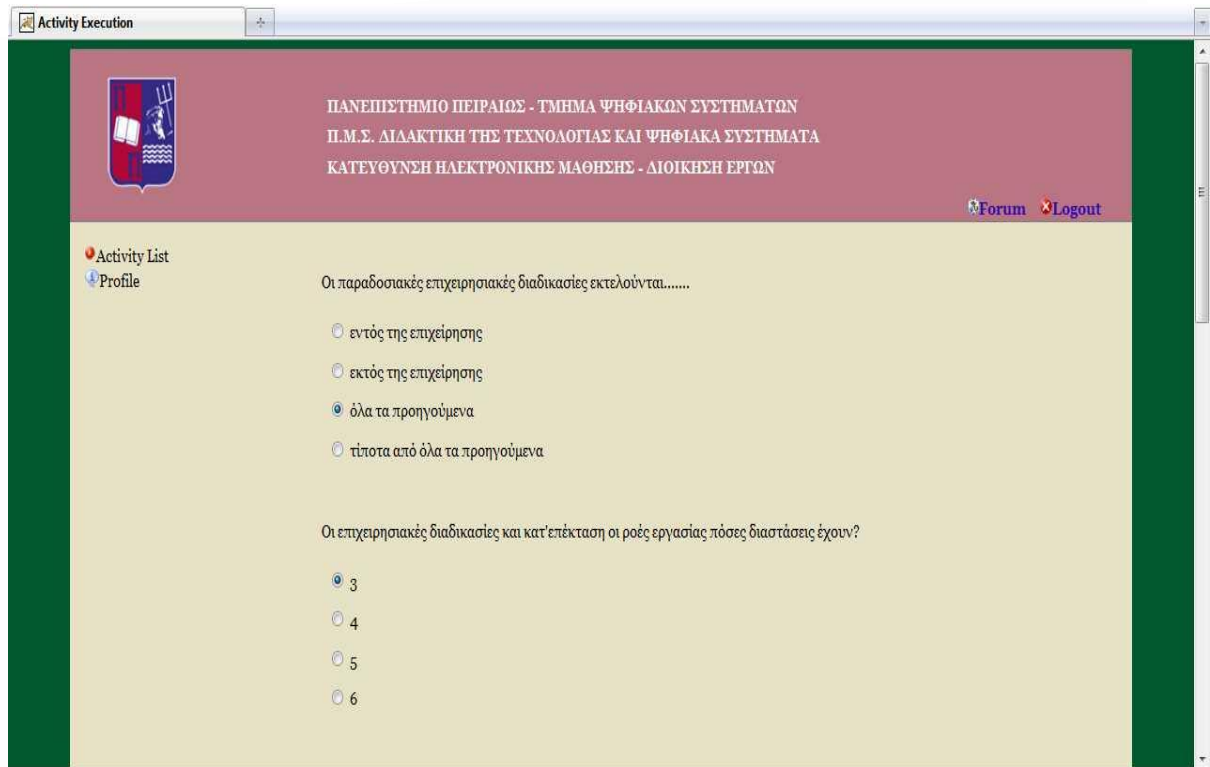 Activity Execution
ΠΑΝΕΠΙΣΤΗΜΙΟ ΠΕΙΡΑΙΩΣ - ΤΜΗΜΑ ΨΗΦΙΑΚΩΝ ΣΥΣΤΗΜΑΤΩΝ
Π.Μ.Σ. ΔΙΔΑΚΤΙΚΗ ΤΗΣ ΤΕΧΝΟΛΟΓΙΑΣ ΚΑΙ ΨΗΦΙΑΚΑ ΣΥΣΤΗΜΑΤΑ
ΚΑΤΕΥΘΥΝΣΗ ΗΛΕΚΤΡΟΝΙΚΗΣ ΜΑΘΗΣΗΣ - ΔΙΟΙΚΗΣΗ ΕΡΓΩΝ
Forum Logout
Activity List
Profile
Οι παραδοσιακές επιχειρησιακές διαδικασίες εκτελούνται.......
εντός της επιχείρησης
εκτός της επιχείρησης
όλα τα προηγούμενα
τίποτα από όλα τα προηγούμενα
Οι επιχειρησιακές διαδικασίες και κατ'επέκταση οι ροές εργασίας πόσες διαστάσεις έχουν?
3
4
5
6